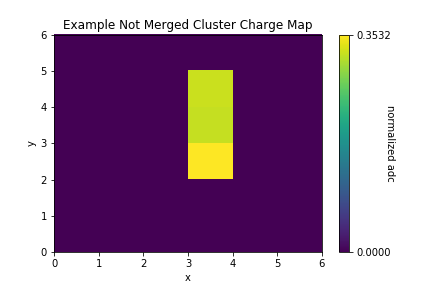 Example Not Merged Cluster Charge Map
6
5
4
3
2
1
0
y
0 1 2 3 4 5 6
x
0.3532
0.0000
normalized adc